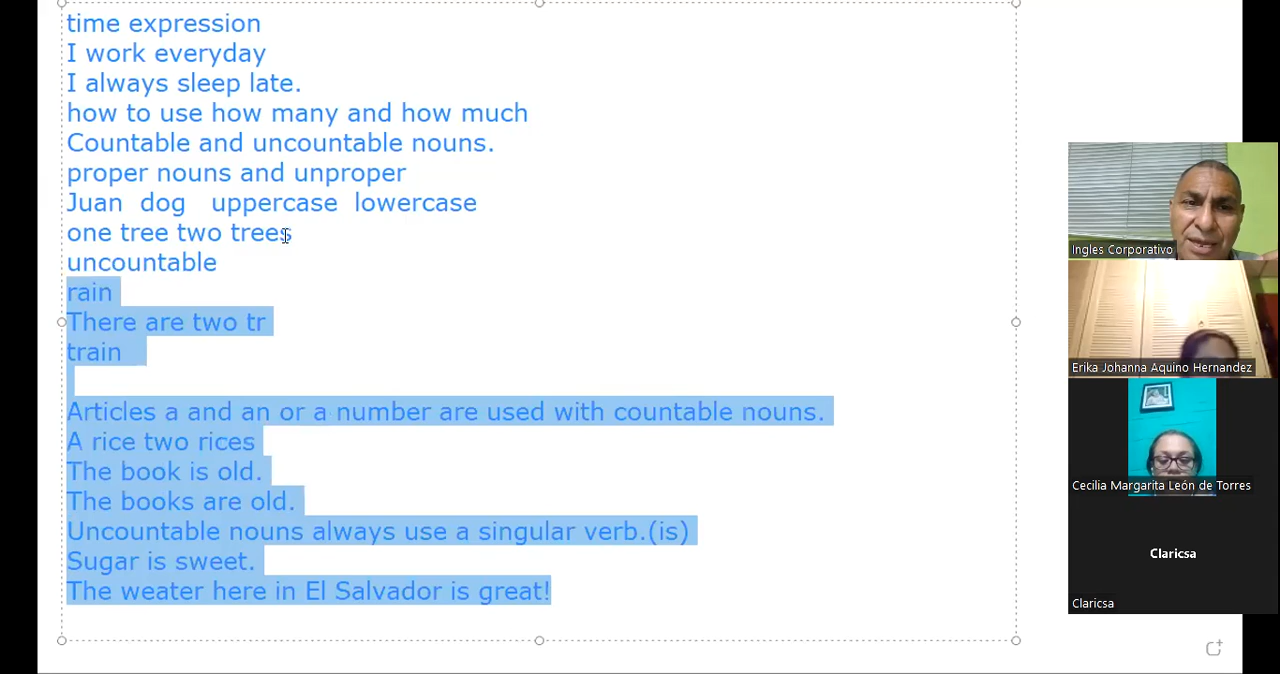 time expression
I work everyday
I always sleep late.
how to use how many and how much
Countable and uncountable nouns.
proper nouns and unproper
Juan dog uppercase lowercase
one tree two trees
uncountable
rain
There are two tr
train
Articles a and an or a number are used with countable nouns.
A rice two rices
The book is old.
The books are old.
Uncountable nouns always use a singular verb.(is)
Sugar is sweet.
The weater here in El Salvador is great!
Ingles Corporativo
Erika Johanna Aquino Hernandez
Cecilia Margarita León de Torres
Claricsa
Claricsa